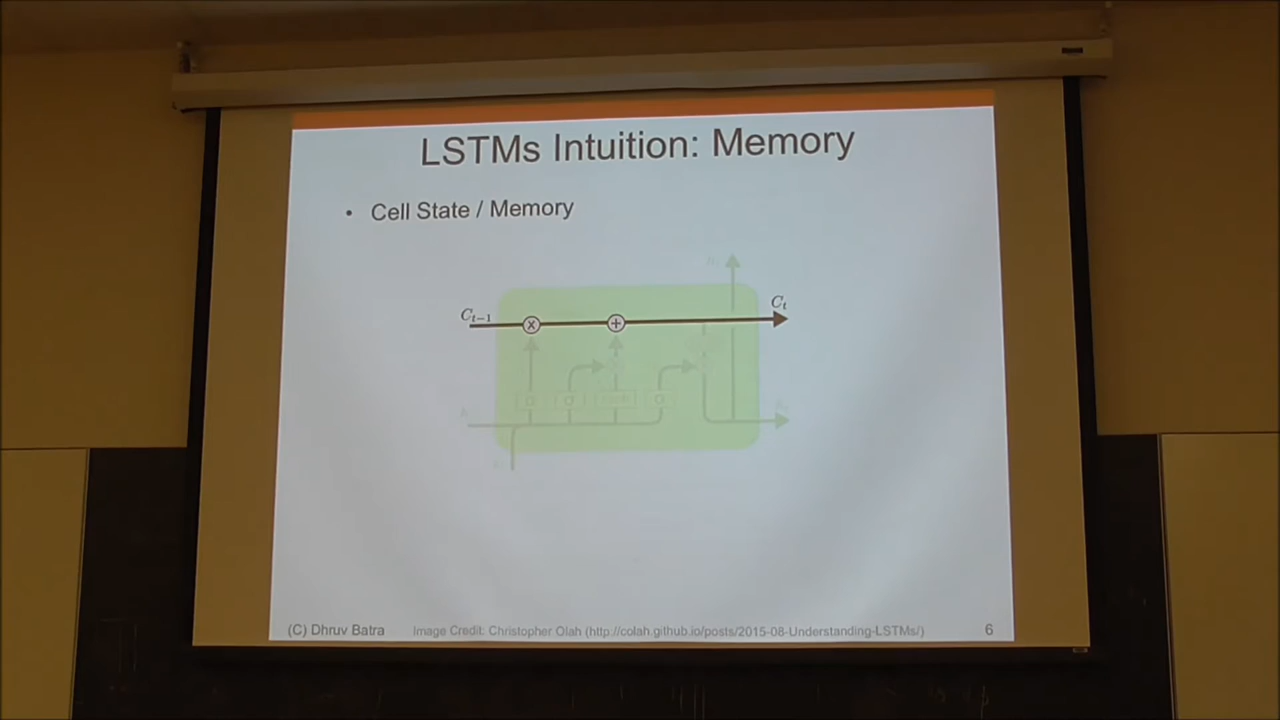 LSTMs Intuition: Memory
• Cell State / Memory
C_{t-1}
C_t
(C) Dhruv Batra
Image Credit: Christopher Olah (http://colah.github.io/posts/2015-08-Understanding-LSTMs/)
6